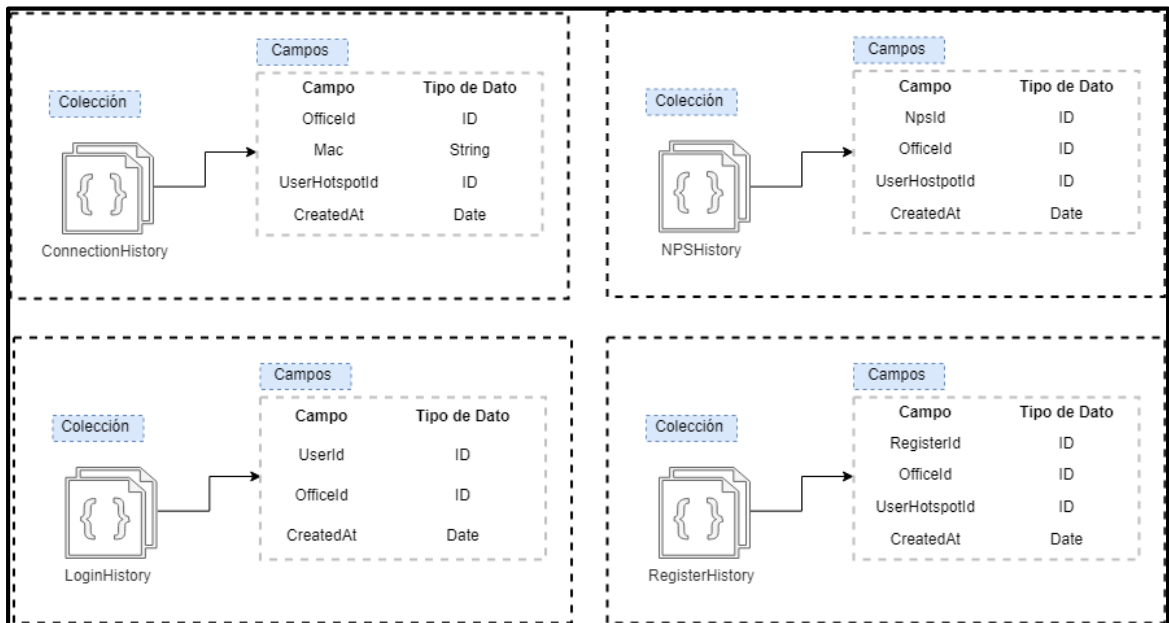 Campos
Colección
Campo Tipo de Dato
OfficeId ID
Mac String
UserHotspotId ID
CreatedAt Date
ConnectionHistory
Campos
Colección
Campo Tipo de Dato
NpsId ID
OfficeId ID
UserHostpotId ID
CreatedAt Date
NPSHistory
Campos
Colección
Campo Tipo de Dato
UserId ID
OfficeId ID
CreatedAt Date
LoginHistory
Campos
Colección
Campo Tipo de Dato
RegisterId ID
OfficeId ID
UserHotspotId ID
CreatedAt Date
RegisterHistory